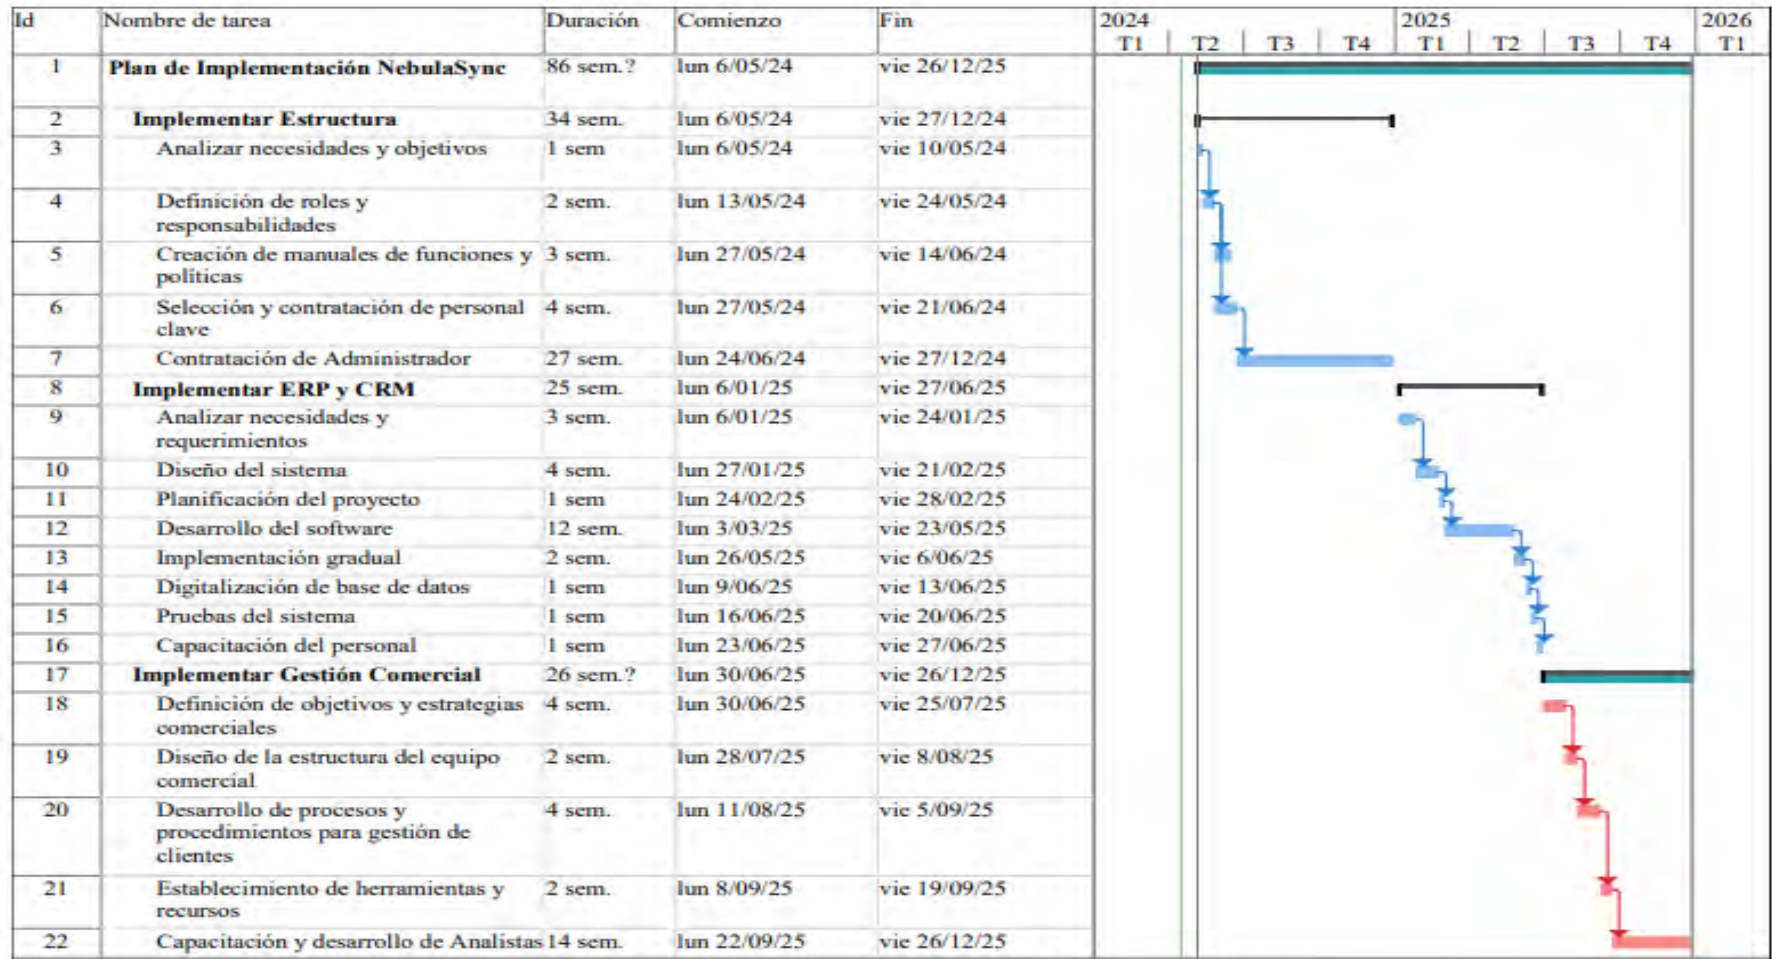 Id Nombre de tarea Duración Comienzo Fin 2024 2025 2026
T1 T2 T3 T4 T1 T2 T3 T4 T1
1 Plan de Implementación NebulaSync 86 sem.? lun 6/05/24 vie 26/12/25
2 Implementar Estructura 34 sem. lun 6/05/24 vie 27/12/24
3 Analizar necesidades y objetivos 1 sem lun 6/05/24 vie 10/05/24
4 Definición de roles y 2 sem. lun 13/05/24 vie 24/05/24
responsabilidades
5 Creación de manuales de funciones y 3 sem. lun 27/05/24 vie 14/06/24
políticas
6 Selección y contratación de personal 4 sem. lun 27/05/24 vie 21/06/24
clave
7 Contratación de Administrador 27 sem. lun 24/06/24 vie 27/12/24
8 Implementar ERP y CRM 25 sem. lun 6/01/25 vie 27/06/25
9 Analizar necesidades y 3 sem. lun 6/01/25 vie 24/01/25
requerimientos
10 Diseño del sistema 4 sem. lun 27/01/25 vie 21/02/25
11 Planificación del proyecto 1 sem lun 24/02/25 vie 28/02/25
12 Desarrollo del software 12 sem. lun 3/03/25 vie 23/05/25
13 Implementación gradual 2 sem. lun 26/05/25 vie 6/06/25
14 Digitalización de base de datos 1 sem lun 9/06/25 vie 13/06/25
15 Pruebas del sistema 1 sem lun 16/06/25 vie 20/06/25
16 Capacitación del personal 1 sem lun 23/06/25 vie 27/06/25
17 Implementar Gestión Comercial 26 sem.? lun 30/06/25 vie 26/12/25
18 Definición de objetivos y estrategias 4 sem. lun 30/06/25 vie 25/07/25
comerciales
19 Diseño de la estructura del equipo 2 sem. lun 28/07/25 vie 8/08/25
comercial
20 Desarrollo de procesos y 4 sem. lun 11/08/25 vie 5/09/25
procedimientos para gestión de
clientes
21 Establecimiento de herramientas y 2 sem. lun 8/09/25 vie 19/09/25
recursos
22 Capacitación y desarrollo de Analistas 14 sem. lun 22/09/25 vie 26/12/25